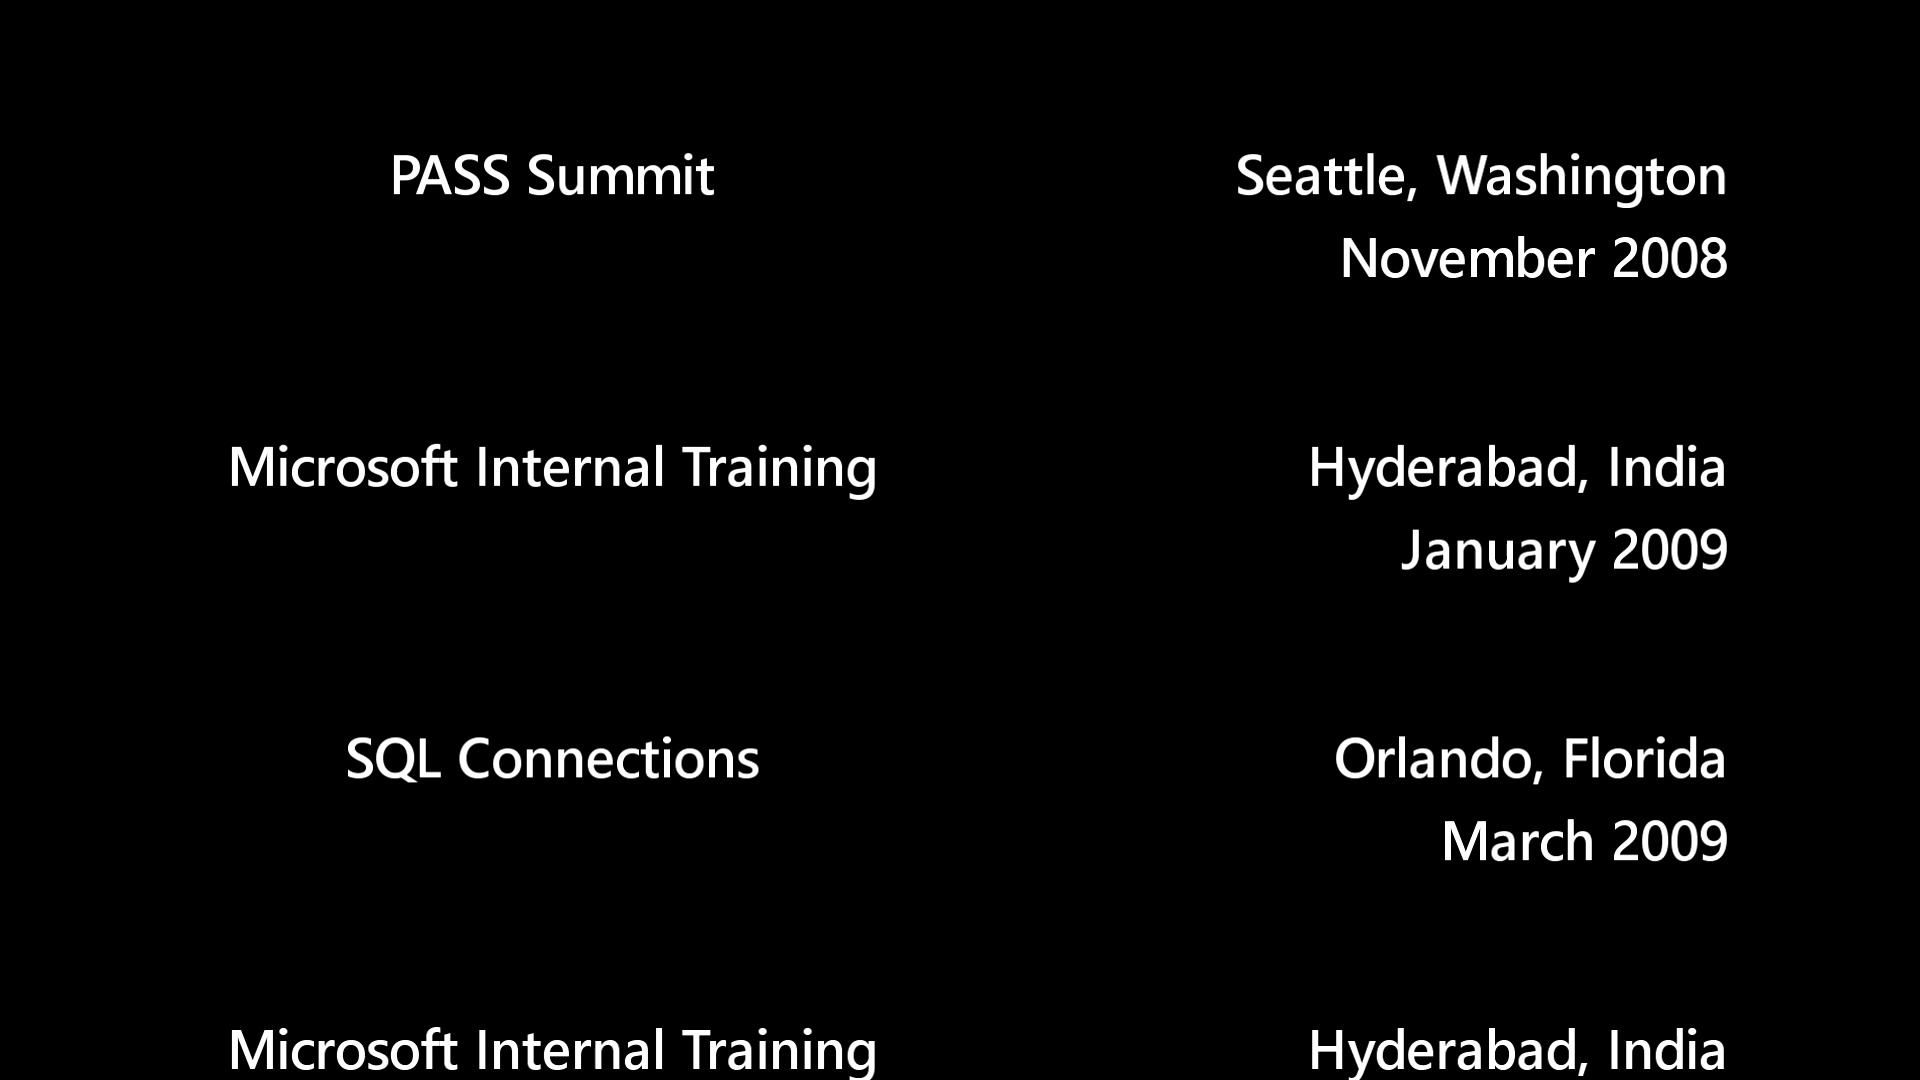 PASS Summit Seattle, Washington
November 2008
Microsoft Internal Training Hyderabad, India
January 2009
SQL Connections Orlando, Florida
March 2009
Microsoft Internal Training Hyderabad, India